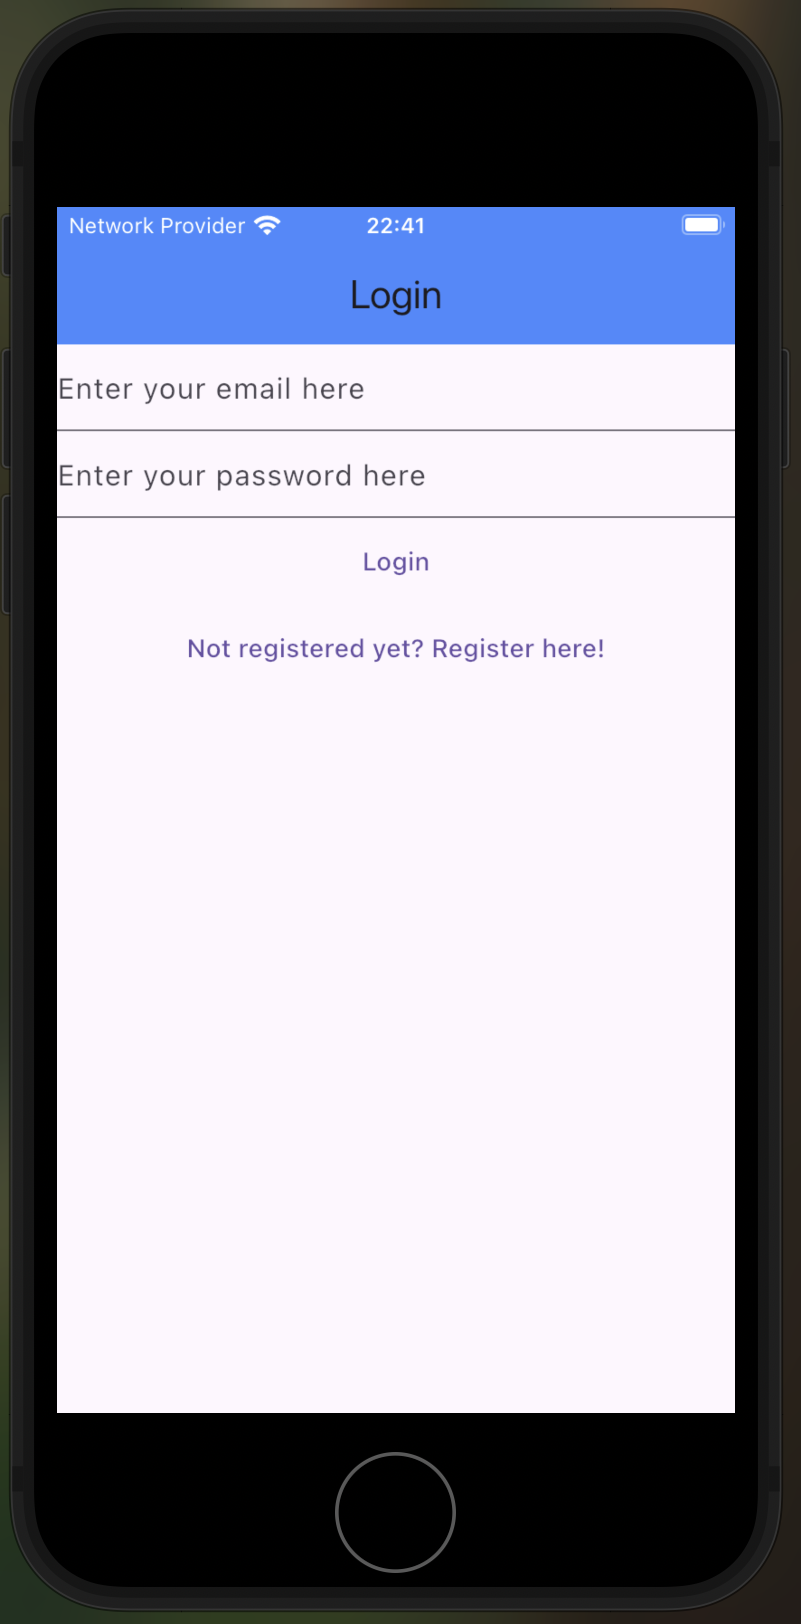 Network Provider 22:41
Login
Enter your email here
Enter your password here
Login
Not registered yet? Register here!